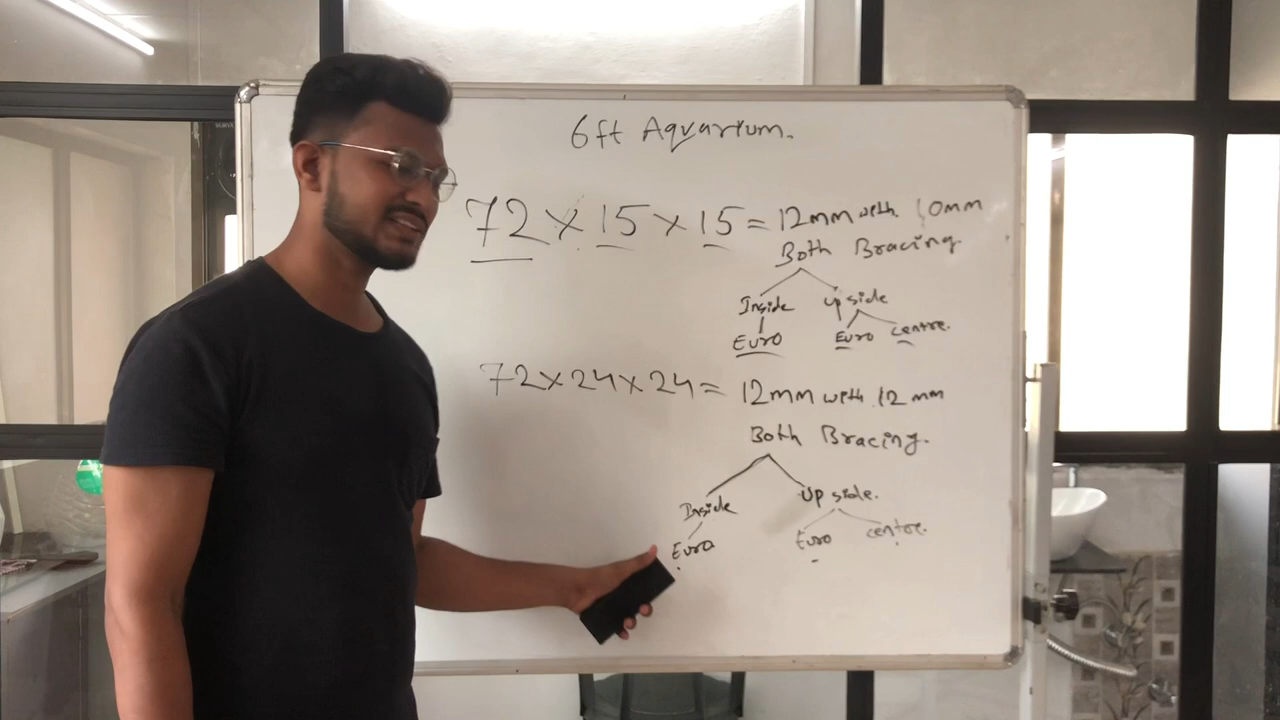 6ft Aquarium.
72 × 15 × 15 = 12mm with 10mm
Both Bracing
Inside up side
Euro Euro centre.
72 × 24 × 24 = 12mm with 12mm
Both Bracing.
Inside Up side.
Euro Euro centre.